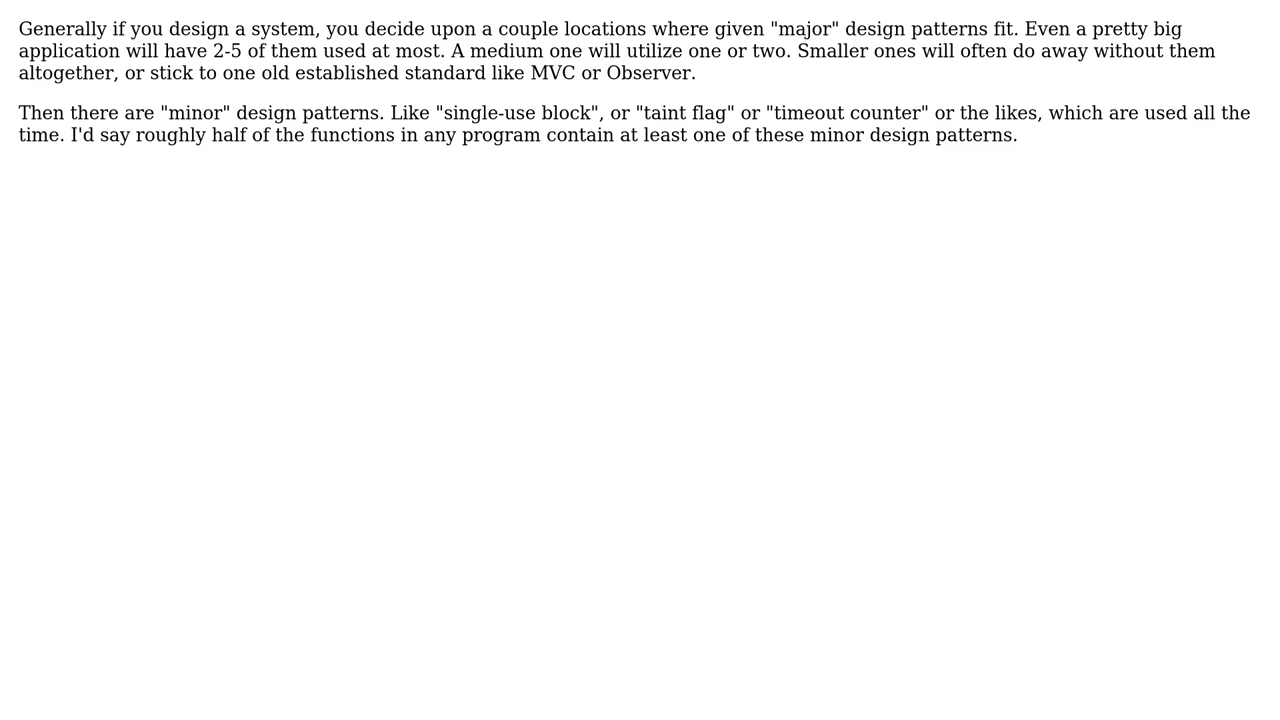 Generally if you design a system, you decide upon a couple locations where given "major" design patterns fit. Even a pretty big
application will have 2-5 of them used at most. A medium one will utilize one or two. Smaller ones will often do away without them
altogether, or stick to one old established standard like MVC or Observer.
Then there are "minor" design patterns. Like "single-use block", or "taint flag" or "timeout counter" or the likes, which are used all the
time. I'd say roughly half of the functions in any program contain at least one of these minor design patterns.